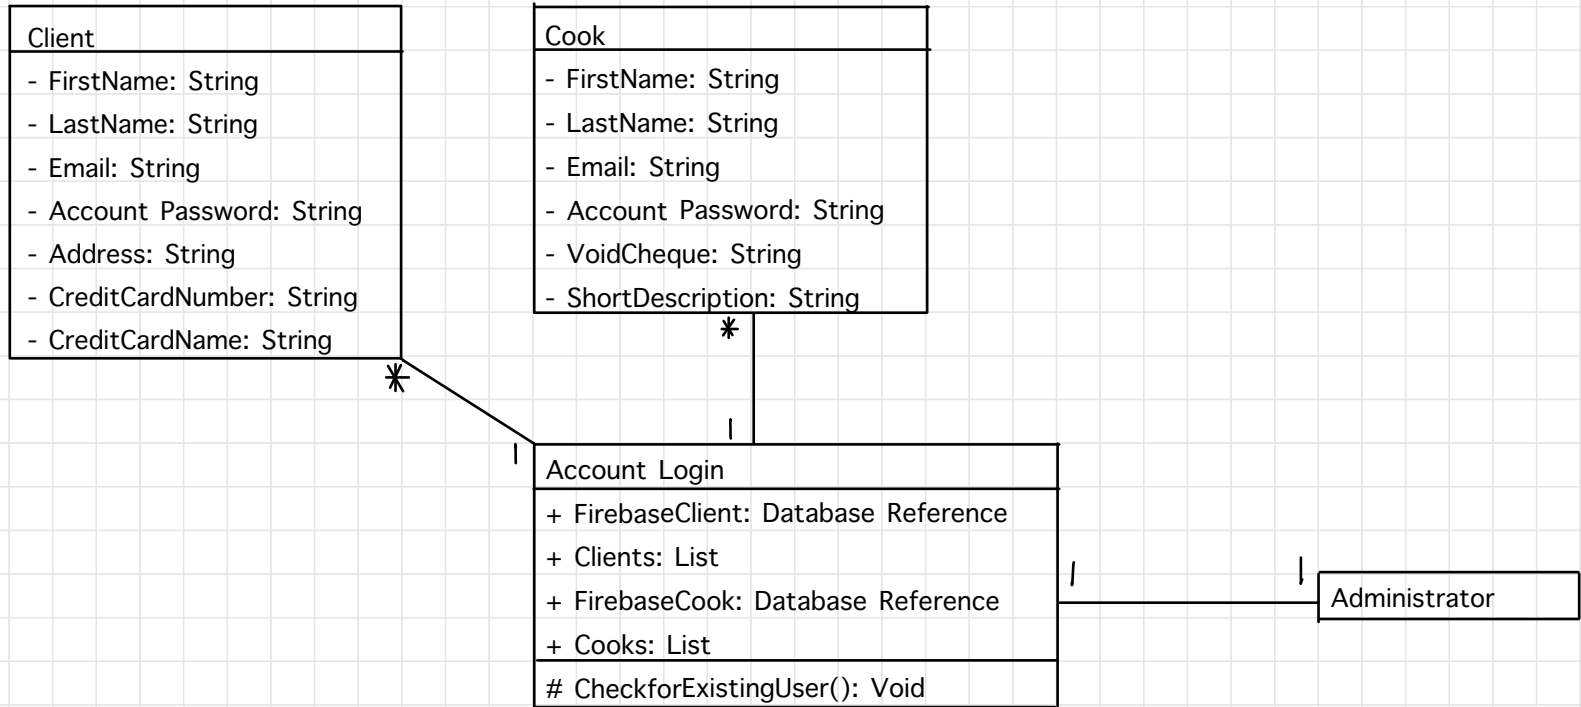 Client
- FirstName: String
- LastName: String
- Email: String
- Account Password: String
- Address: String
- CreditCardNumber: String
- CreditCardName: String
*
1
Cook
- FirstName: String
- LastName: String
- Email: String
- Account Password: String
- VoidCheque: String
- ShortDescription: String
*
1
Account Login
+ FirebaseClient: Database Reference
+ Clients: List
+ FirebaseCook: Database Reference
+ Cooks: List
# CheckforExistingUser(): Void
1
1
Administrator